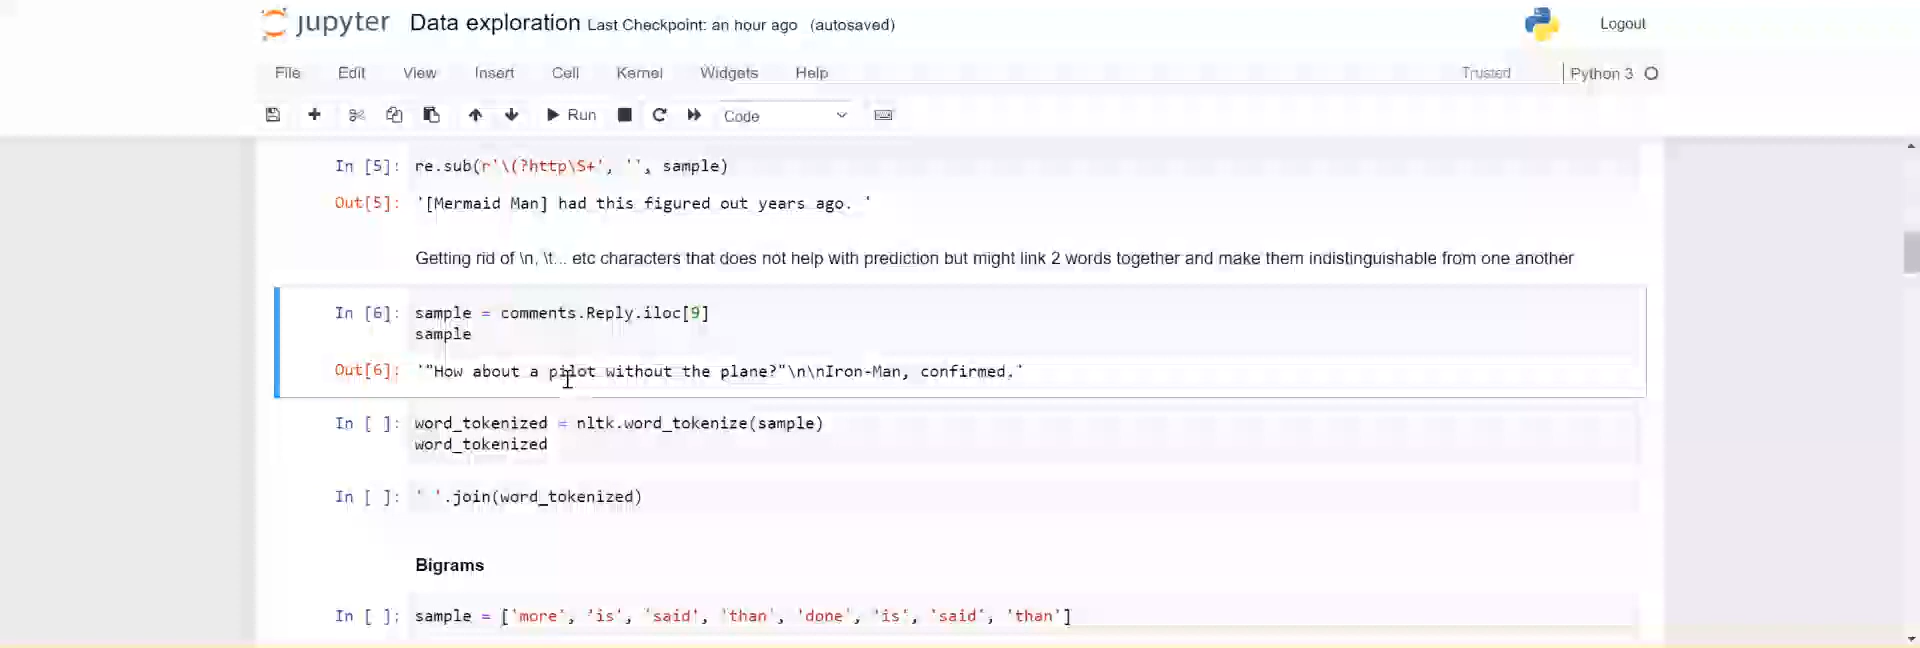 jupyter Data exploration Last Checkpoint: an hour ago (autosaved) Logout
File Edit View Insert Cell Kernel Widgets Help Trusted Python 3
Run Code
In [5]: re.sub(r'\(?http\S+', '', sample)
Out[5]: '[Mermaid Man] had this figured out years ago. '
Getting rid of \n, \t... etc characters that does not help with prediction but might link 2 words together and make them indistinguishable from one another
In [6]: sample = comments.Reply.iloc[9]
sample
Out[6]: '"How about a pilot without the plane?"\n\nIron-Man, confirmed.'
In [ ]: word_tokenized = nltk.word_tokenize(sample)
word_tokenized
In [ ]: ' '.join(word_tokenized)
Bigrams
In [ ]: sample = ['more', 'is', 'said', 'than', 'done', 'is', 'said', 'than']